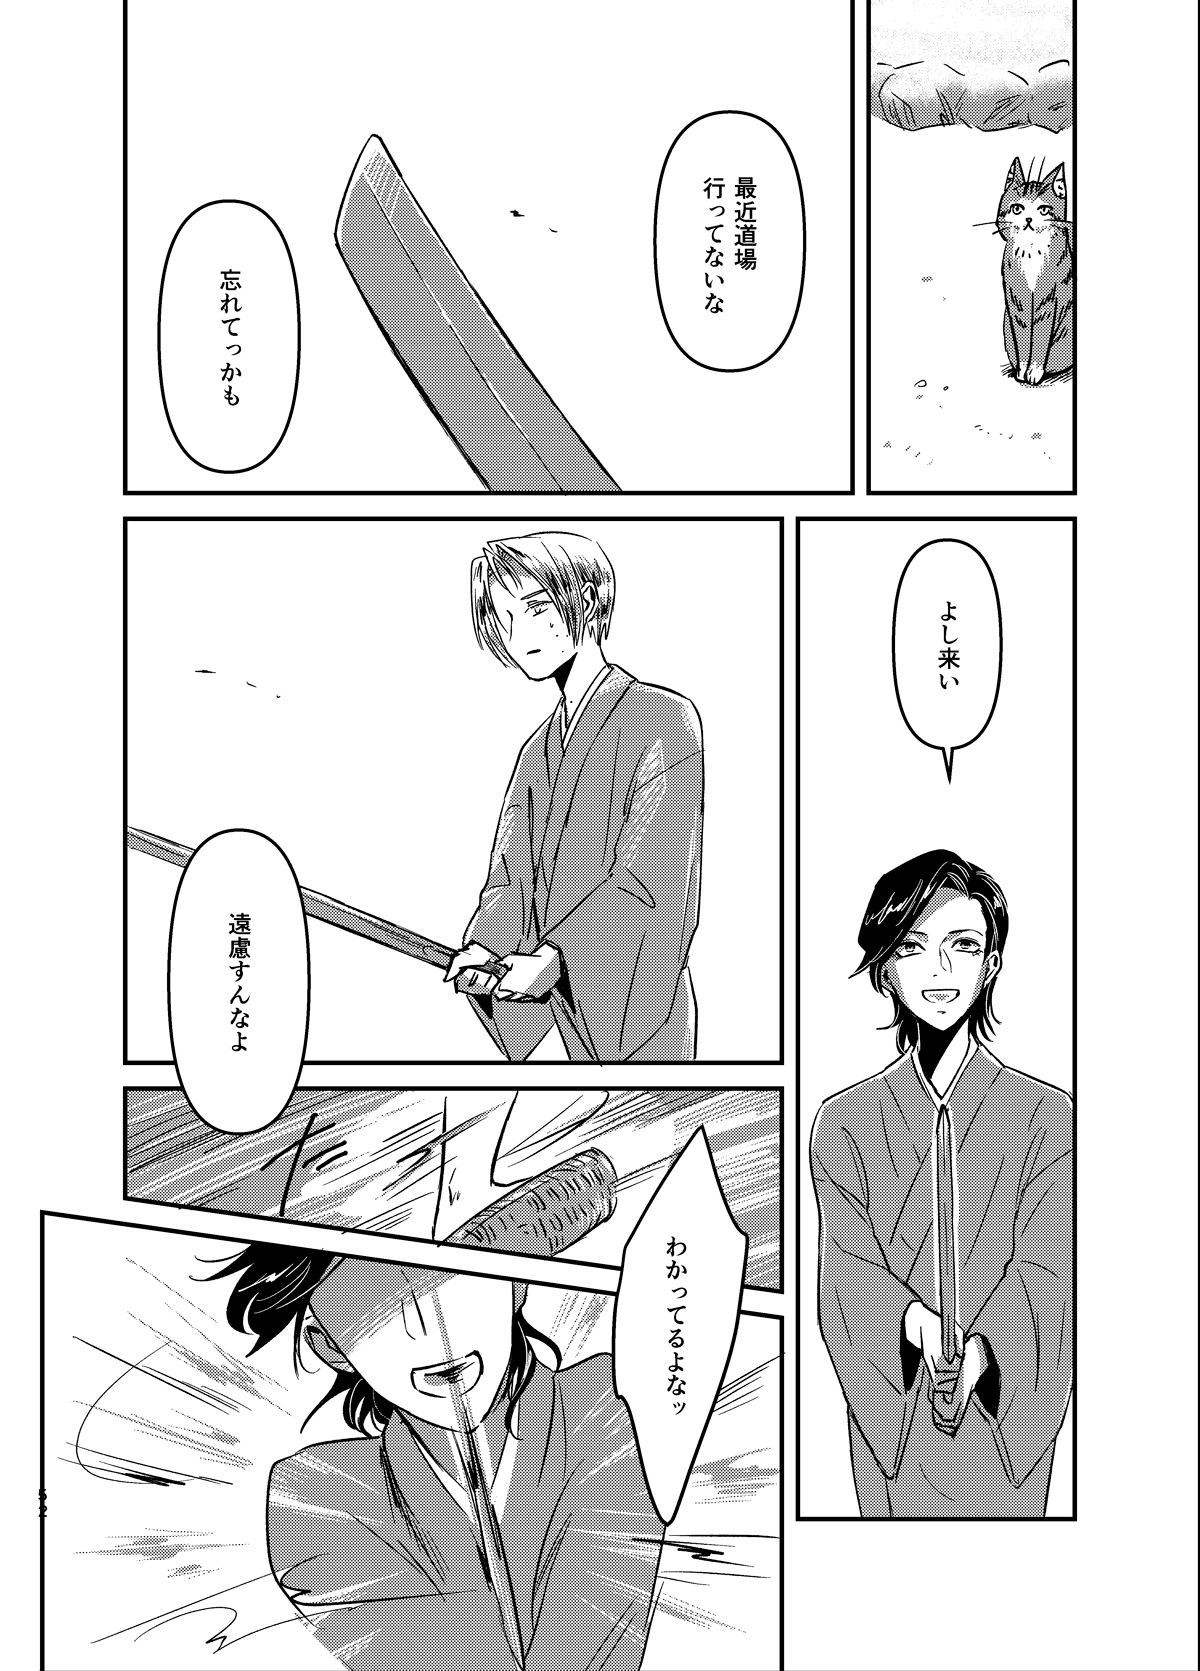 最近道場
行ってないな
忘れてっかも
よし来い
遠慮すんなよ
わかってるよなッ
52